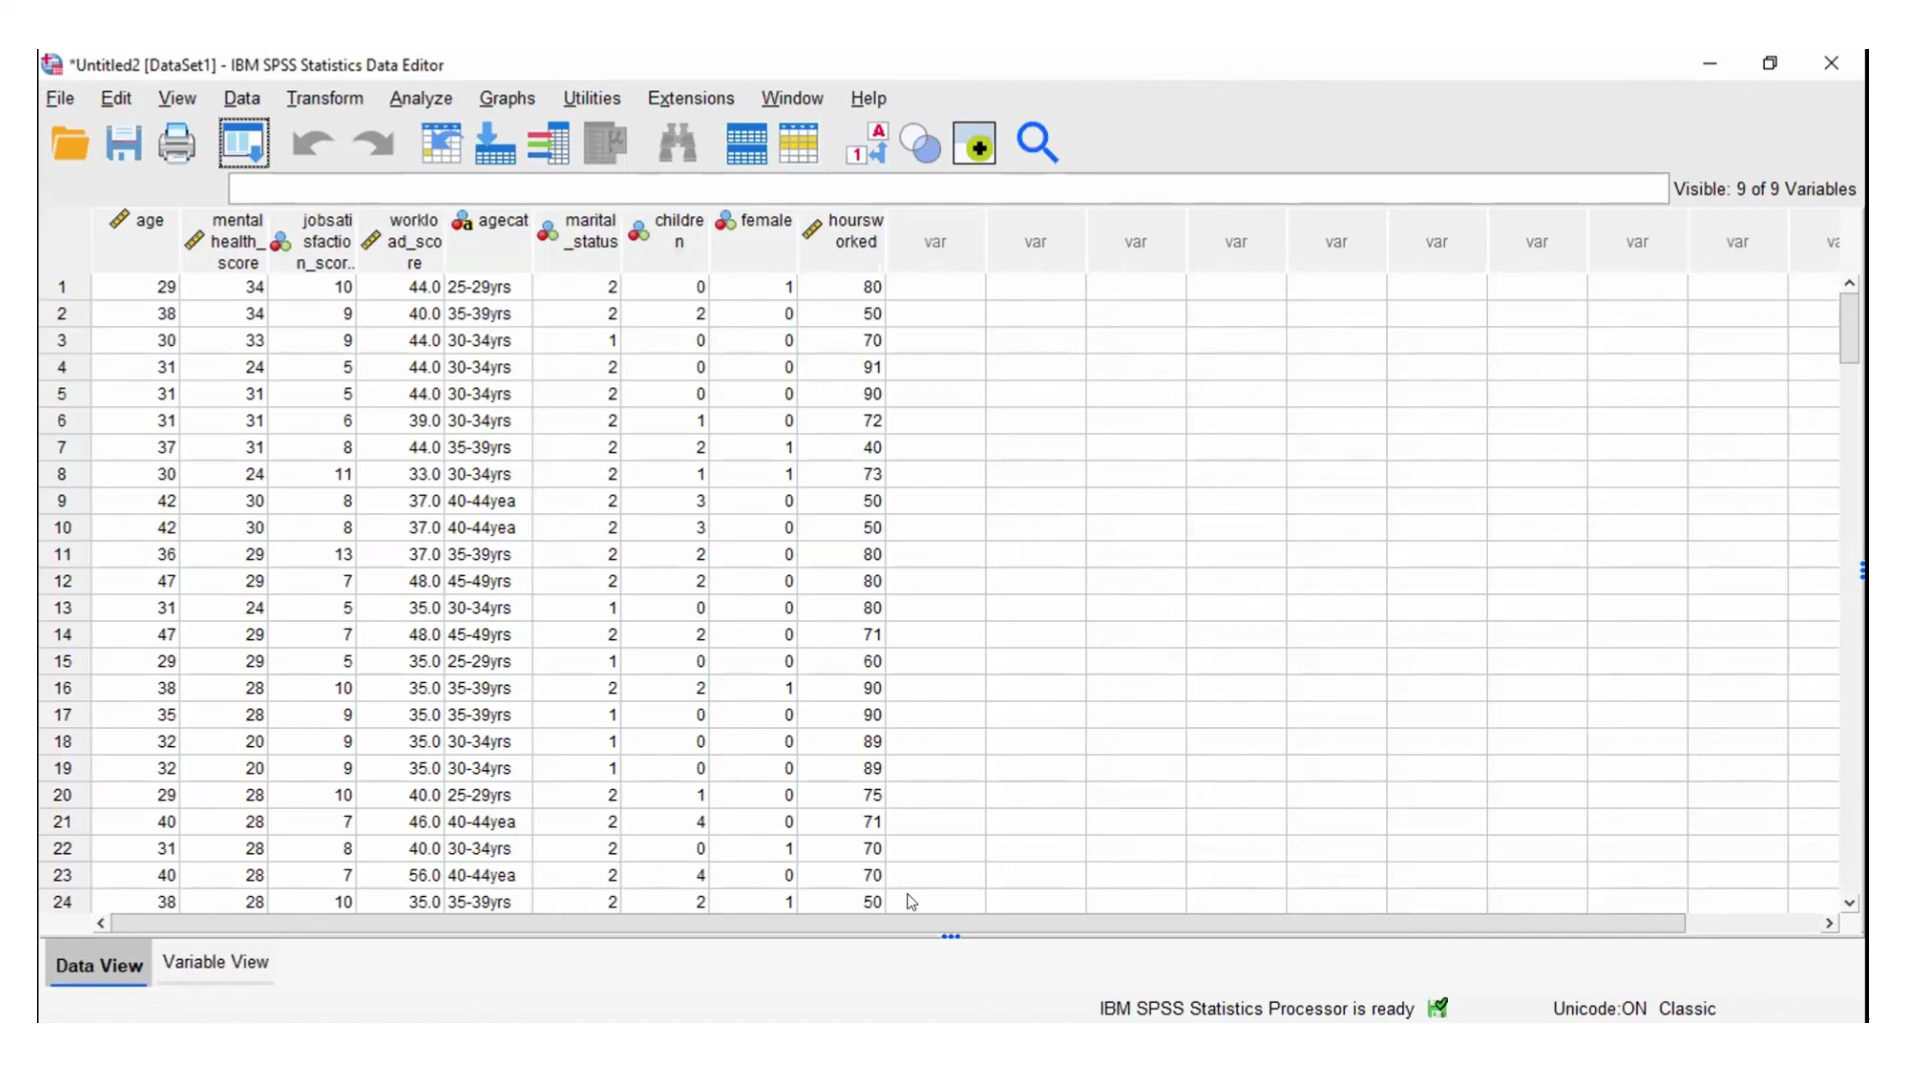 *Untitled2 [DataSet1] - IBM SPSS Statistics Data Editor
File Edit View Data Transform Analyze Graphs Utilities Extensions Window Help
Visible: 9 of 9 Variables
age mentalhealth_score jobsatisfaction_scor.. workload_score agecat marital_status children female hoursworked var var var var var var var var var va
1 29 34 10 44.0 25-29yrs 2 0 1 80
2 38 34 9 40.0 35-39yrs 2 2 0 50
3 30 33 9 44.0 30-34yrs 1 0 0 70
4 31 24 5 44.0 30-34yrs 2 0 0 91
5 31 31 5 44.0 30-34yrs 2 0 0 90
6 31 31 6 39.0 30-34yrs 2 1 0 72
7 37 31 8 44.0 35-39yrs 2 2 1 40
8 30 24 11 33.0 30-34yrs 2 1 1 73
9 42 30 8 37.0 40-44yea 2 3 0 50
10 42 30 8 37.0 40-44yea 2 3 0 50
11 36 29 13 37.0 35-39yrs 2 2 0 80
12 47 29 7 48.0 45-49yrs 2 2 0 80
13 31 24 5 35.0 30-34yrs 1 0 0 80
14 47 29 7 48.0 45-49yrs 2 2 0 71
15 29 29 5 35.0 25-29yrs 1 0 0 60
16 38 28 10 35.0 35-39yrs 2 2 1 90
17 35 28 9 35.0 35-39yrs 1 0 0 90
18 32 20 9 35.0 30-34yrs 1 0 0 89
19 32 20 9 35.0 30-34yrs 1 0 0 89
20 29 28 10 40.0 25-29yrs 2 1 0 75
21 40 28 7 46.0 40-44yea 2 4 0 71
22 31 28 8 40.0 30-34yrs 2 0 1 70
23 40 28 7 56.0 40-44yea 2 4 0 70
24 38 28 10 35.0 35-39yrs 2 2 1 50
Data View Variable View
IBM SPSS Statistics Processor is ready Unicode:ON Classic